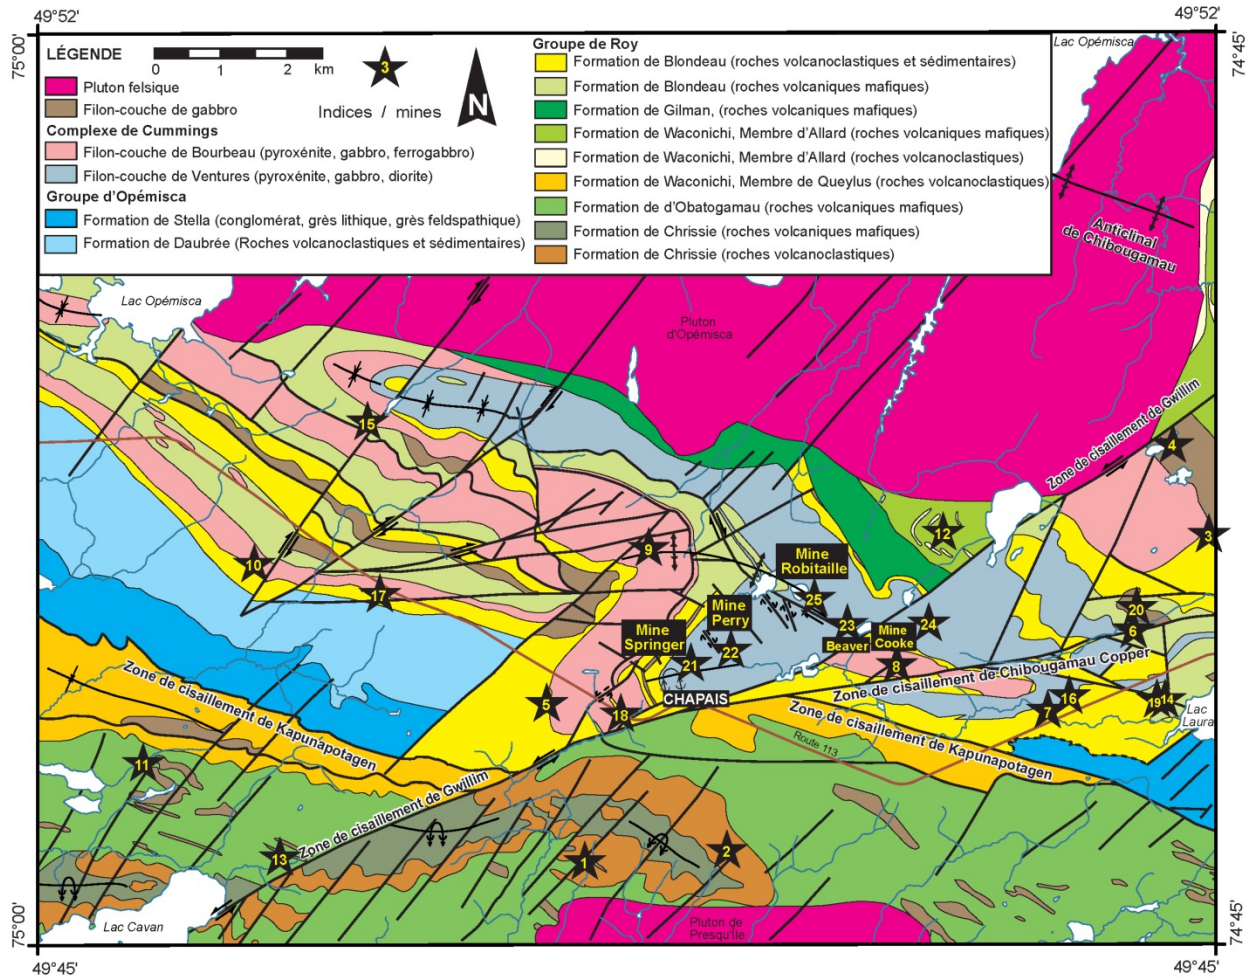 49°52'
49°52'
75°00'
74°45'
LÉGENDE
0 1 2 km
3
Indices / mines
N
Pluton felsique
Filon-couche de gabbro
Complexe de Cummings
Filon-couche de Bourbeau (pyroxénite, gabbro, ferrogabbro)
Filon-couche de Ventures (pyroxénite, gabbro, diorite)
Groupe d'Opémisca
Formation de Stella (conglomérat, grès lithique, grès feldspathique)
Formation de Daubrée (Roches volcanoclastiques et sédimentaires)
Groupe de Roy
Formation de Blondeau (roches volcanoclastiques et sédimentaires)
Formation de Blondeau (roches volcaniques mafiques)
Formation de Gilman, (roches volcaniques mafiques)
Formation de Waconichi, Membre d'Allard (roches volcaniques mafiques)
Formation de Waconichi, Membre d'Allard (roches volcanoclastiques)
Formation de Waconichi, Membre de Queylus (roches volcanoclastiques)
Formation de d'Obatogamau (roches volcaniques mafiques)
Formation de Chrissie (roches volcaniques mafiques)
Formation de Chrissie (roches volcanoclastiques)
Lac Opémisca
Anticlinal
de Chibougamau
Lac Opémisca
Pluton
d'Opémisca
Zone de cisaillement de Gwillim
15
4
12
3
9
10
17
Mine
Robitaille
25
Mine
Perry
22
Mine
Springer
21
23
Beaver
Mine
Cooke
8
24
20
6
CHAPAIS
Zone de cisaillement de Chibougamau Copper
5
18
7
16
19
14
Lac
Laura
Zone de cisaillement de Kapunapotagen
Zone de cisaillement de Kapunapotagen
Route 113
11
Zone de cisaillement de Gwillim
13
1
2
Lac Cavan
Pluton de
Presqu'île
75°00'
74°45'
49°45'
49°45'